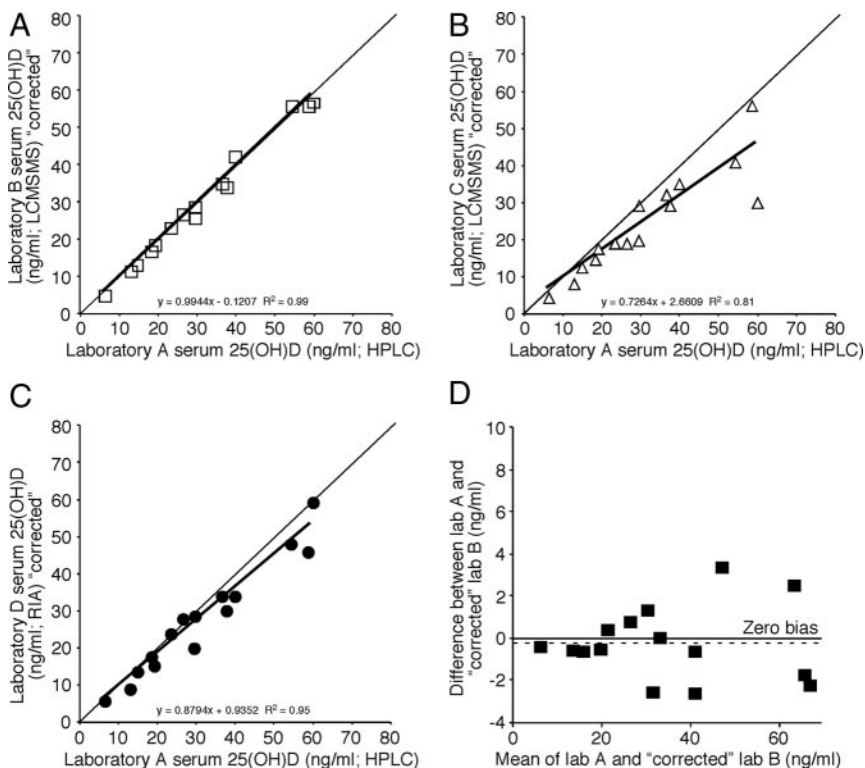 A
80
70
60
50
40
30
20
10
0
Laboratory B serum 25(OH)D
(ng/ml; LCMSMS) “corrected”
y = 0.9944x - 0.1207 R² = 0.99
0 10 20 30 40 50 60 70 80
Laboratory A serum 25(OH)D (ng/ml; HPLC)
B
80
70
60
50
40
30
20
10
0
Laboratory C serum 25(OH)D
(ng/ml; LCMSMS) “corrected”
y = 0.7264x + 2.6609 R² = 0.81
0 10 20 30 40 50 60 70 80
Laboratory A serum 25(OH)D (ng/ml; HPLC)
C
80
70
60
50
40
30
20
10
0
Laboratory D serum 25(OH)D
(ng/ml; RIA) “corrected”
y = 0.8794x + 0.9352 R² = 0.95
0 10 20 30 40 50 60 70 80
Laboratory A serum 25(OH)D (ng/ml; HPLC)
D
10
8
6
4
2
0
-2
-4
Difference between lab A and
“corrected” lab B (ng/ml)
Zero bias
0 20 40 60
Mean of lab A and “corrected” lab B (ng/ml)